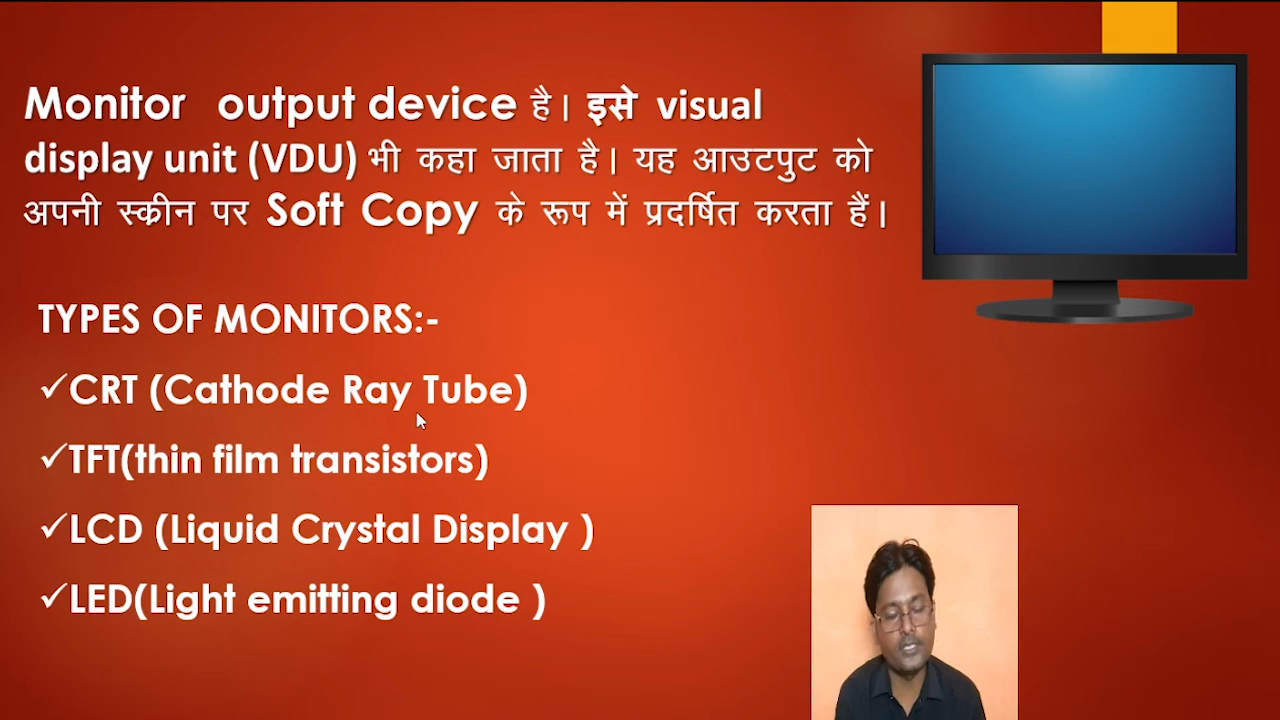 Monitor output device है। इसे visual
display unit (VDU) भी कहा जाता है। यह आउटपुट को
अपनी स्क्रीन पर Soft Copy के रूप में प्रदर्षित करता हैं।
TYPES OF MONITORS:-
✓CRT (Cathode Ray Tube)
✓TFT(thin film transistors)
✓LCD (Liquid Crystal Display )
✓LED(Light emitting diode )